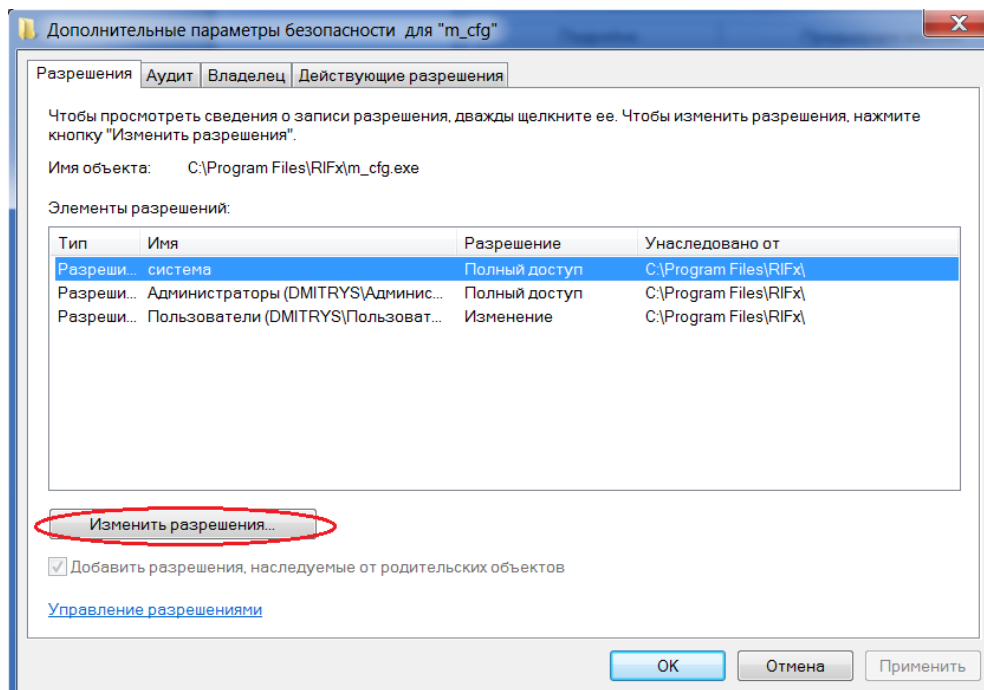 Дополнительные параметры безопасности для "m_cfg"
Разрешения Аудит Владелец Действующие разрешения
Чтобы просмотреть сведения о записи разрешения, дважды щелкните ее. Чтобы изменить разрешения, нажмите
кнопку "Изменить разрешения".
Имя объекта: C:\Program Files\RIFx\m_cfg.exe
Элементы разрешений:
Тип Имя Разрешение Унаследовано от
Разреши... система Полный доступ C:\Program Files\RIFx\
Разреши... Администраторы (DMITRYS\Админис... Полный доступ C:\Program Files\RIFx\
Разреши... Пользователи (DMITRYS\Пользоват... Изменение C:\Program Files\RIFx\
Изменить разрешения...
Добавить разрешения, наследуемые от родительских объектов
Управление разрешениями
OK Отмена Применить